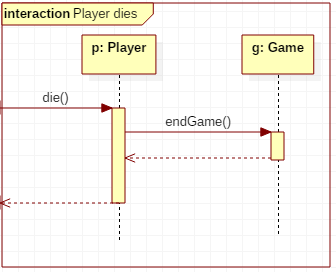 interaction Player dies
p: Player
g: Game
die()
endGame()